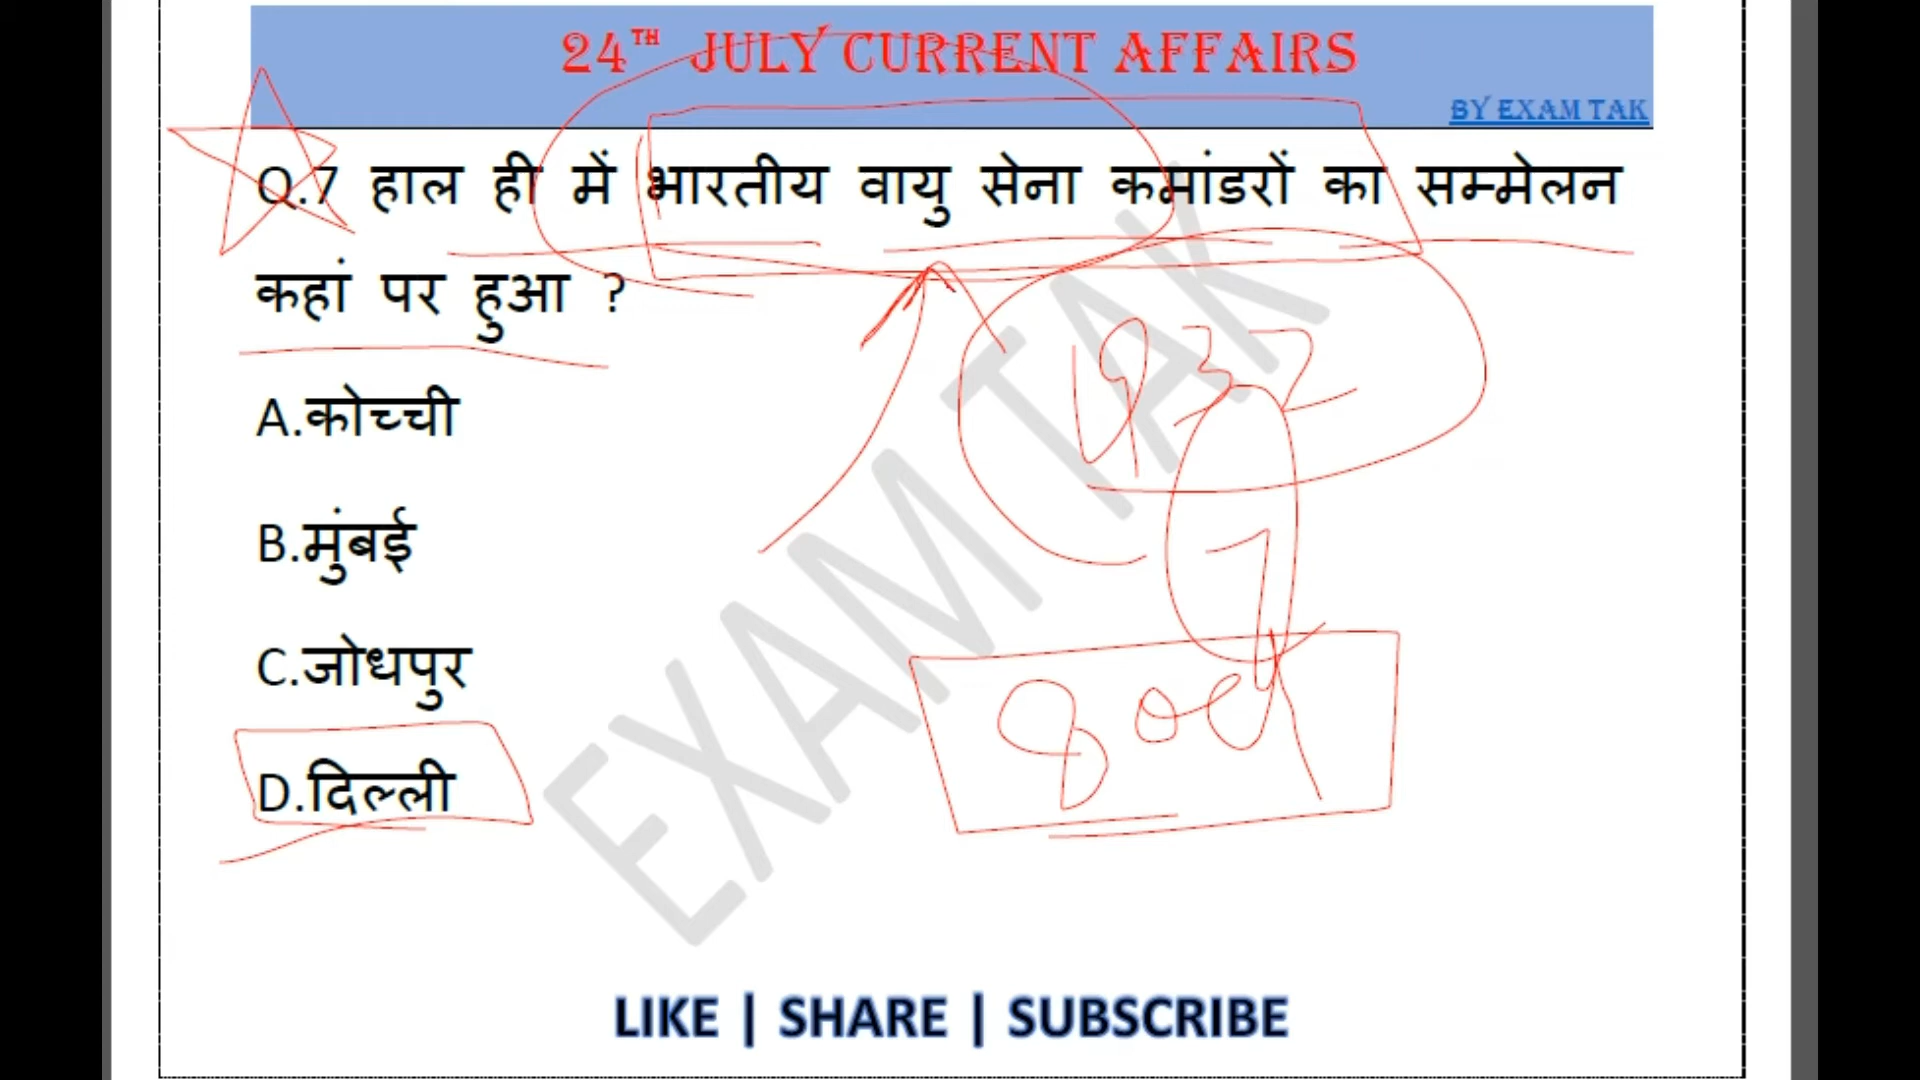 24TH JULY CURRENT AFFAIRS
BY EXAM TAK
Q.7 हाल ही में भारतीय वायु सेना कमांडरों का सम्मेलन
कहां पर हुआ ?
A.कोच्ची
B.मुंबई
C.जोधपुर
D.दिल्ली
EXAM TAK
LIKE | SHARE | SUBSCRIBE